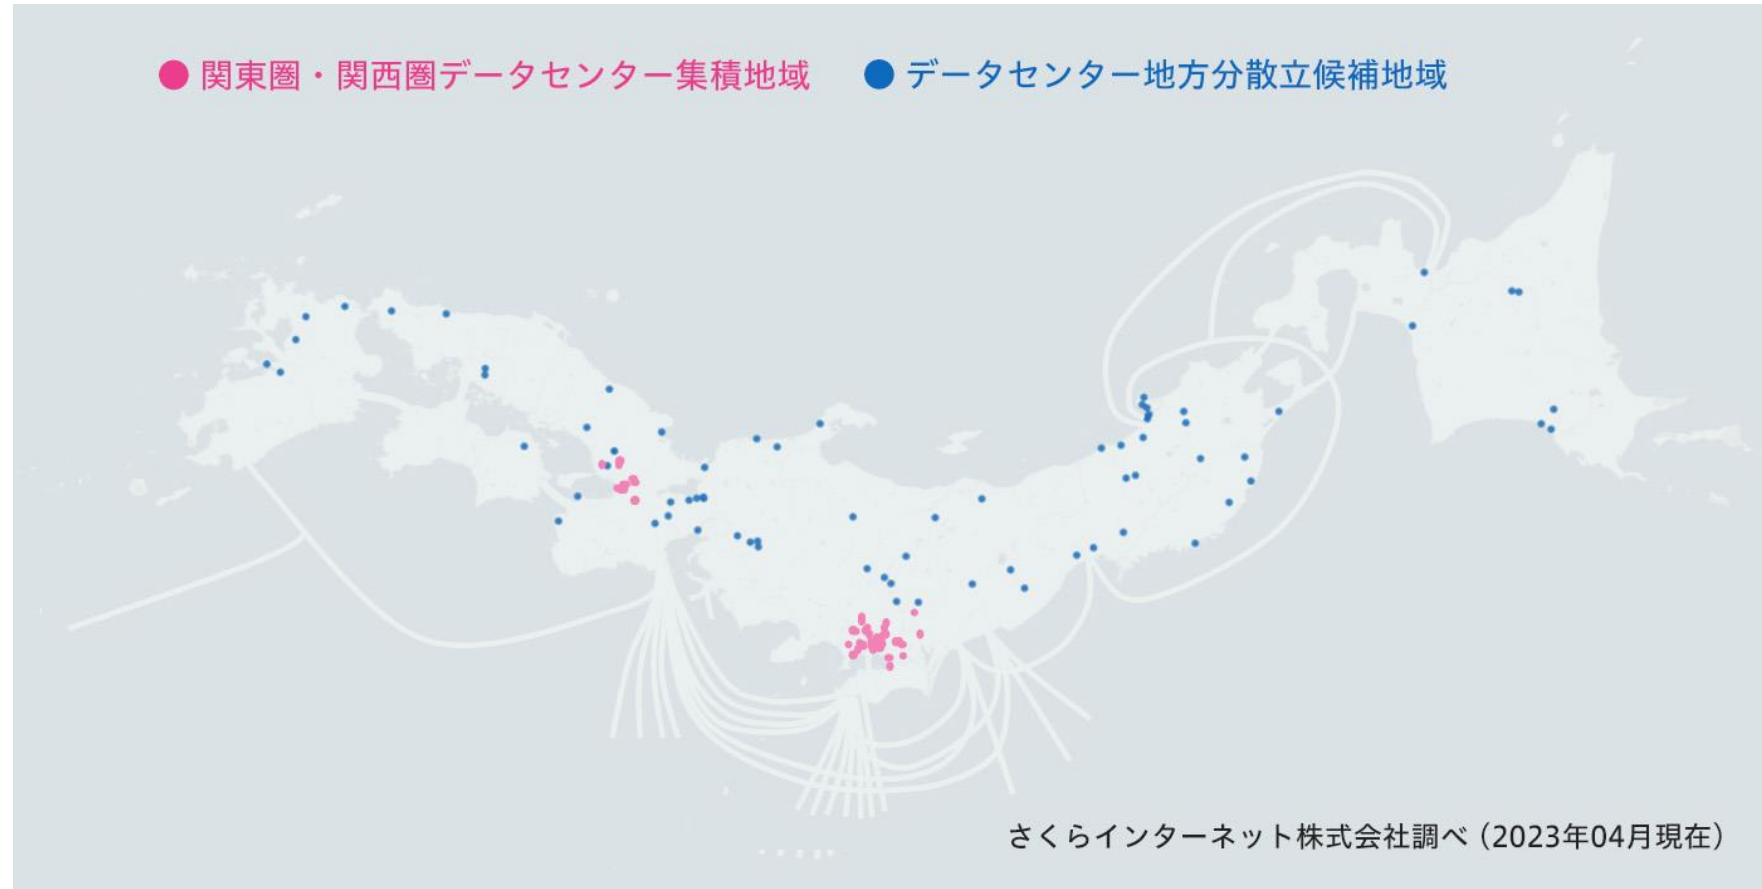 関東圏・関西圏データセンター集積地域
データセンター地方分散立候補地域
さくらインターネット株式会社調べ（2023年04月現在）